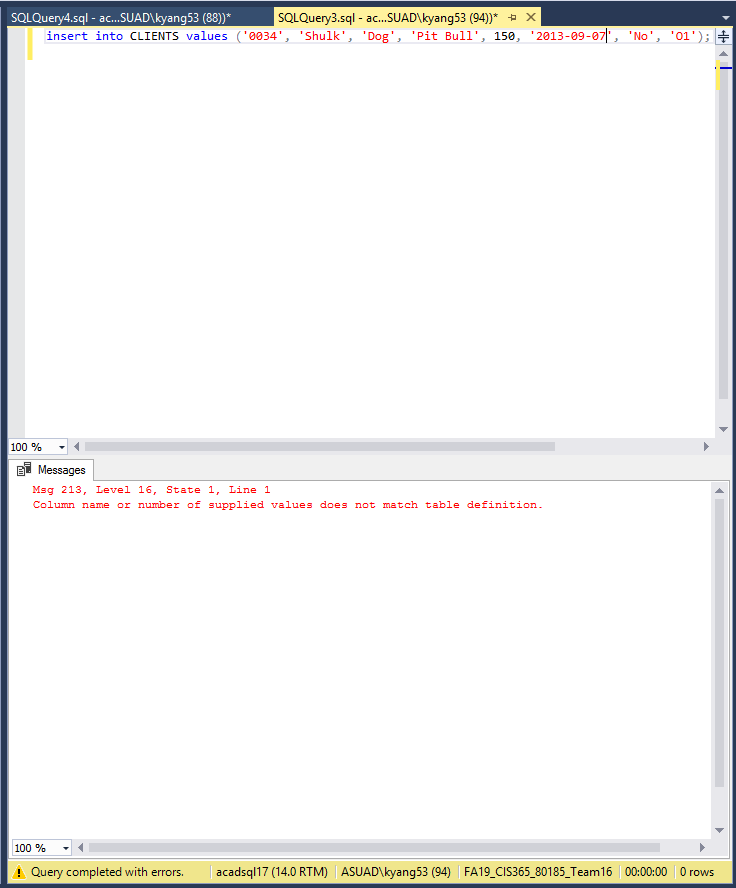 SQLQuery4.sql - ac...SUAD\kyang53 (88))* SQLQuery3.sql - ac...SUAD\kyang53 (94))*
insert into CLIENTS values ('0034', 'Shulk', 'Dog', 'Pit Bull', 150, '2013-09-07', 'No', 'O1');
100 %
Messages
Msg 213, Level 16, State 1, Line 1
Column name or number of supplied values does not match table definition.
100 %
Query completed with errors. acadsql17 (14.0 RTM) ASUAD\kyang53 (94) FA19_CIS365_80185_Team16 00:00:00 0 rows